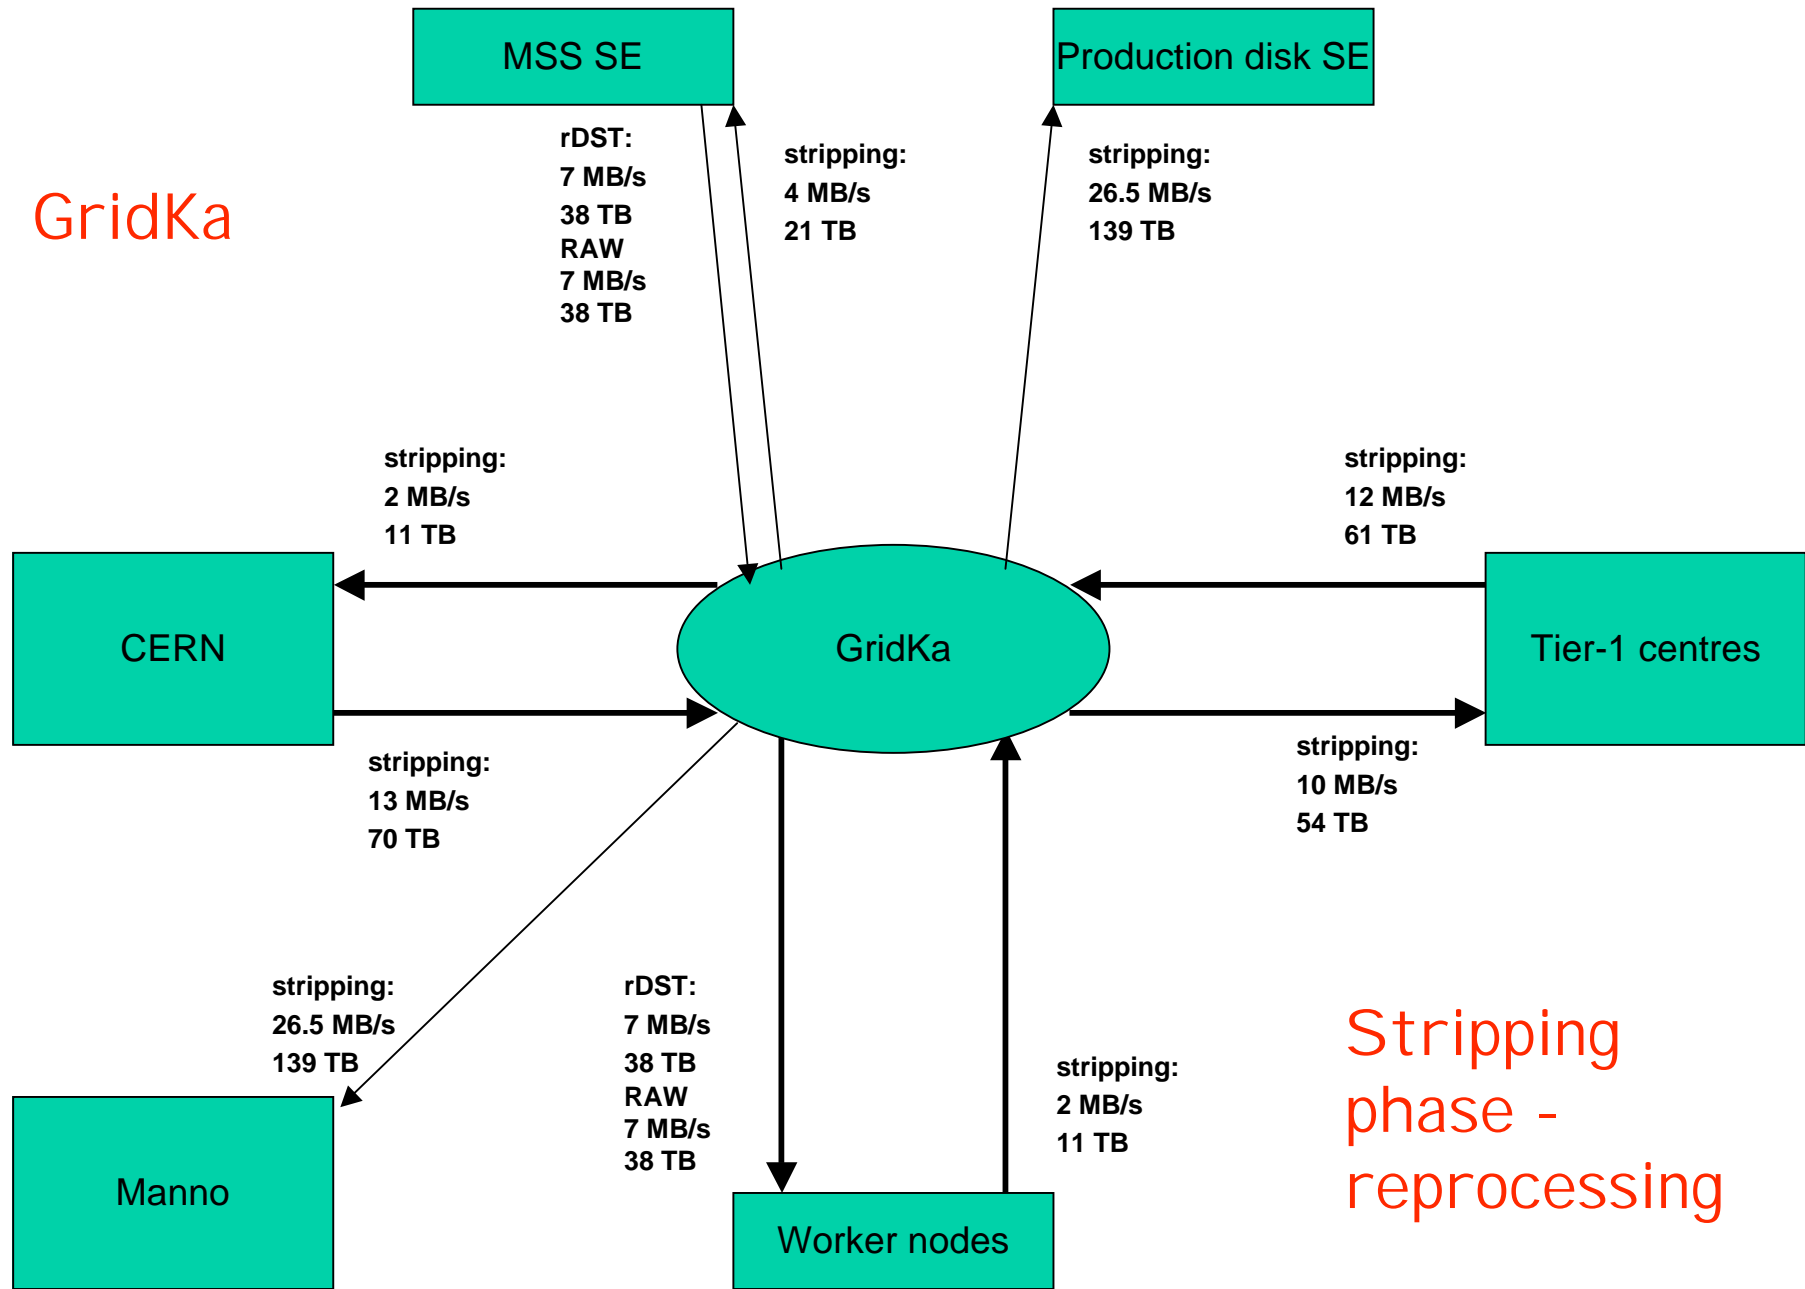 MSS SE
Production disk SE
rDST:
7 MB/s
38 TB
RAW
7 MB/s
38 TB
stripping:
4 MB/s
21 TB
stripping:
26.5 MB/s
139 TB
GridKa
stripping:
2 MB/s
11 TB
stripping:
12 MB/s
61 TB
CERN
GridKa
Tier-1 centres
stripping:
13 MB/s
70 TB
stripping:
10 MB/s
54 TB
stripping:
26.5 MB/s
139 TB
rDST:
7 MB/s
38 TB
RAW
7 MB/s
38 TB
stripping:
2 MB/s
11 TB
Stripping
phase -
reprocessing
Manno
Worker nodes